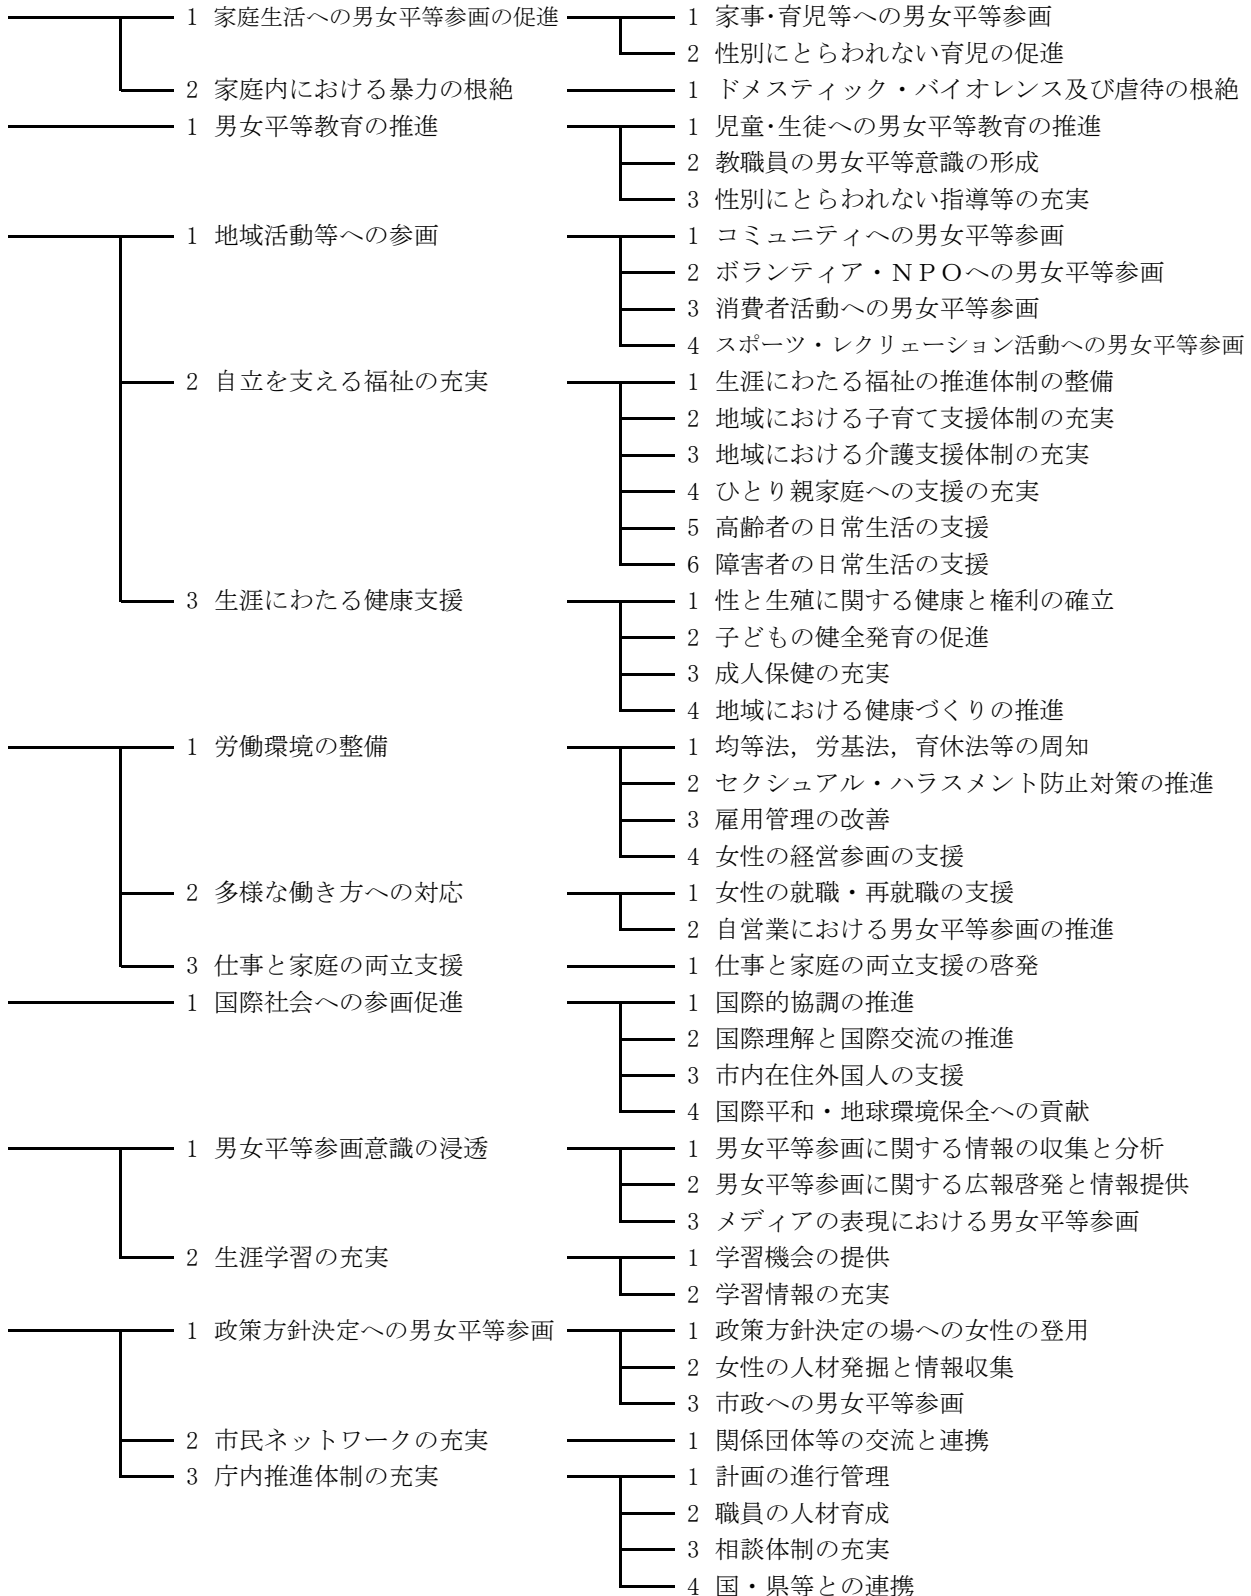 1 家庭生活への男女平等参画の促進 1 家事･育児等への男女平等参画
2 性別にとらわれない育児の促進
2 家庭内における暴力の根絶 1 ドメスティック・バイオレンス及び虐待の根絶
1 男女平等教育の推進 1 児童･生徒への男女平等教育の推進
2 教職員の男女平等意識の形成
3 性別にとらわれない指導等の充実
1 地域活動等への参画 1 コミュニティへの男女平等参画
2 ボランティア・ＮＰＯへの男女平等参画
3 消費者活動への男女平等参画
4 スポーツ・レクリェーション活動への男女平等参画
2 自立を支える福祉の充実 1 生涯にわたる福祉の推進体制の整備
2 地域における子育て支援体制の充実
3 地域における介護支援体制の充実
4 ひとり親家庭への支援の充実
5 高齢者の日常生活の支援
6 障害者の日常生活の支援
3 生涯にわたる健康支援 1 性と生殖に関する健康と権利の確立
2 子どもの健全発育の促進
3 成人保健の充実
4 地域における健康づくりの推進
1 労働環境の整備 1 均等法，労基法，育休法等の周知
2 セクシュアル・ハラスメント防止対策の推進
3 雇用管理の改善
4 女性の経営参画の支援
2 多様な働き方への対応 1 女性の就職・再就職の支援
2 自営業における男女平等参画の推進
3 仕事と家庭の両立支援 1 仕事と家庭の両立支援の啓発
1 国際社会への参画促進 1 国際的協調の推進
2 国際理解と国際交流の推進
3 市内在住外国人の支援
4 国際平和・地球環境保全への貢献
1 男女平等参画意識の浸透 1 男女平等参画に関する情報の収集と分析
2 男女平等参画に関する広報啓発と情報提供
3 メディアの表現における男女平等参画
2 生涯学習の充実 1 学習機会の提供
2 学習情報の充実
1 政策方針決定への男女平等参画 1 政策方針決定の場への女性の登用
2 女性の人材発掘と情報収集
3 市政への男女平等参画
2 市民ネットワークの充実 1 関係団体等の交流と連携
3 庁内推進体制の充実 1 計画の進行管理
2 職員の人材育成
3 相談体制の充実
4 国・県等との連携